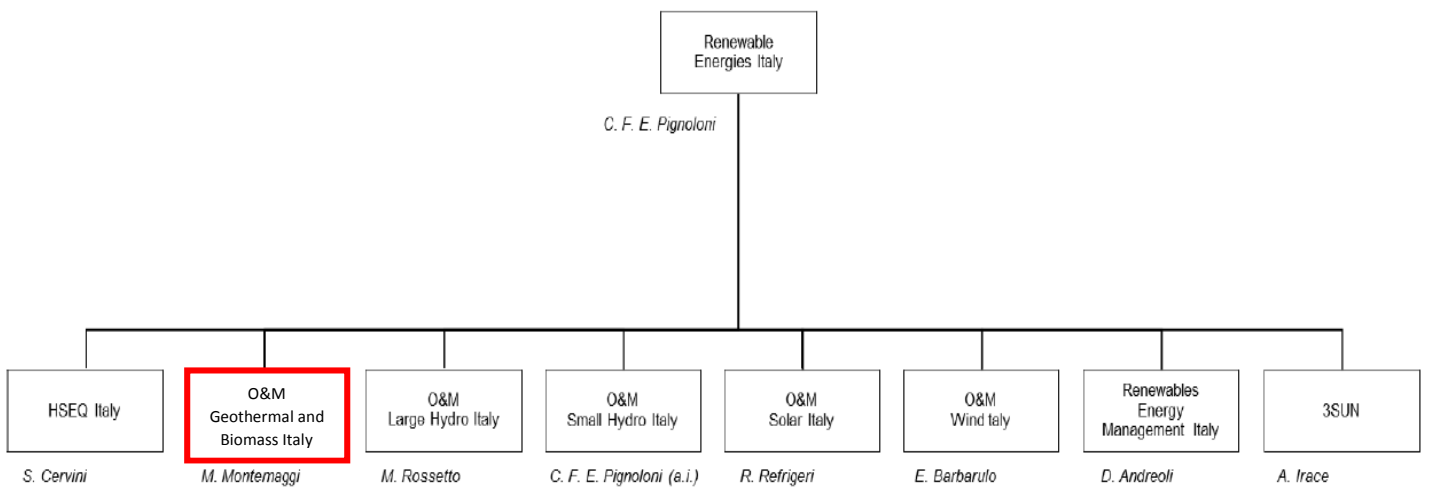 Renewable
Energies Italy
C. F. E. Pignoloni
HSEQ Italy
O&M
Geothermal and
Biomass Italy
O&M
Large Hydro Italy
O&M
Small Hydro Italy
O&M
Solar Italy
O&M
Wind taly
Renewables
Energy
Management Italy
3SUN
S. Cervini
M. Montemaggi
M. Rossetto
C. F. E. Pignoloni (a.i.)
R. Refrigeri
E. Barbarulo
D. Andreoli
A. Irace